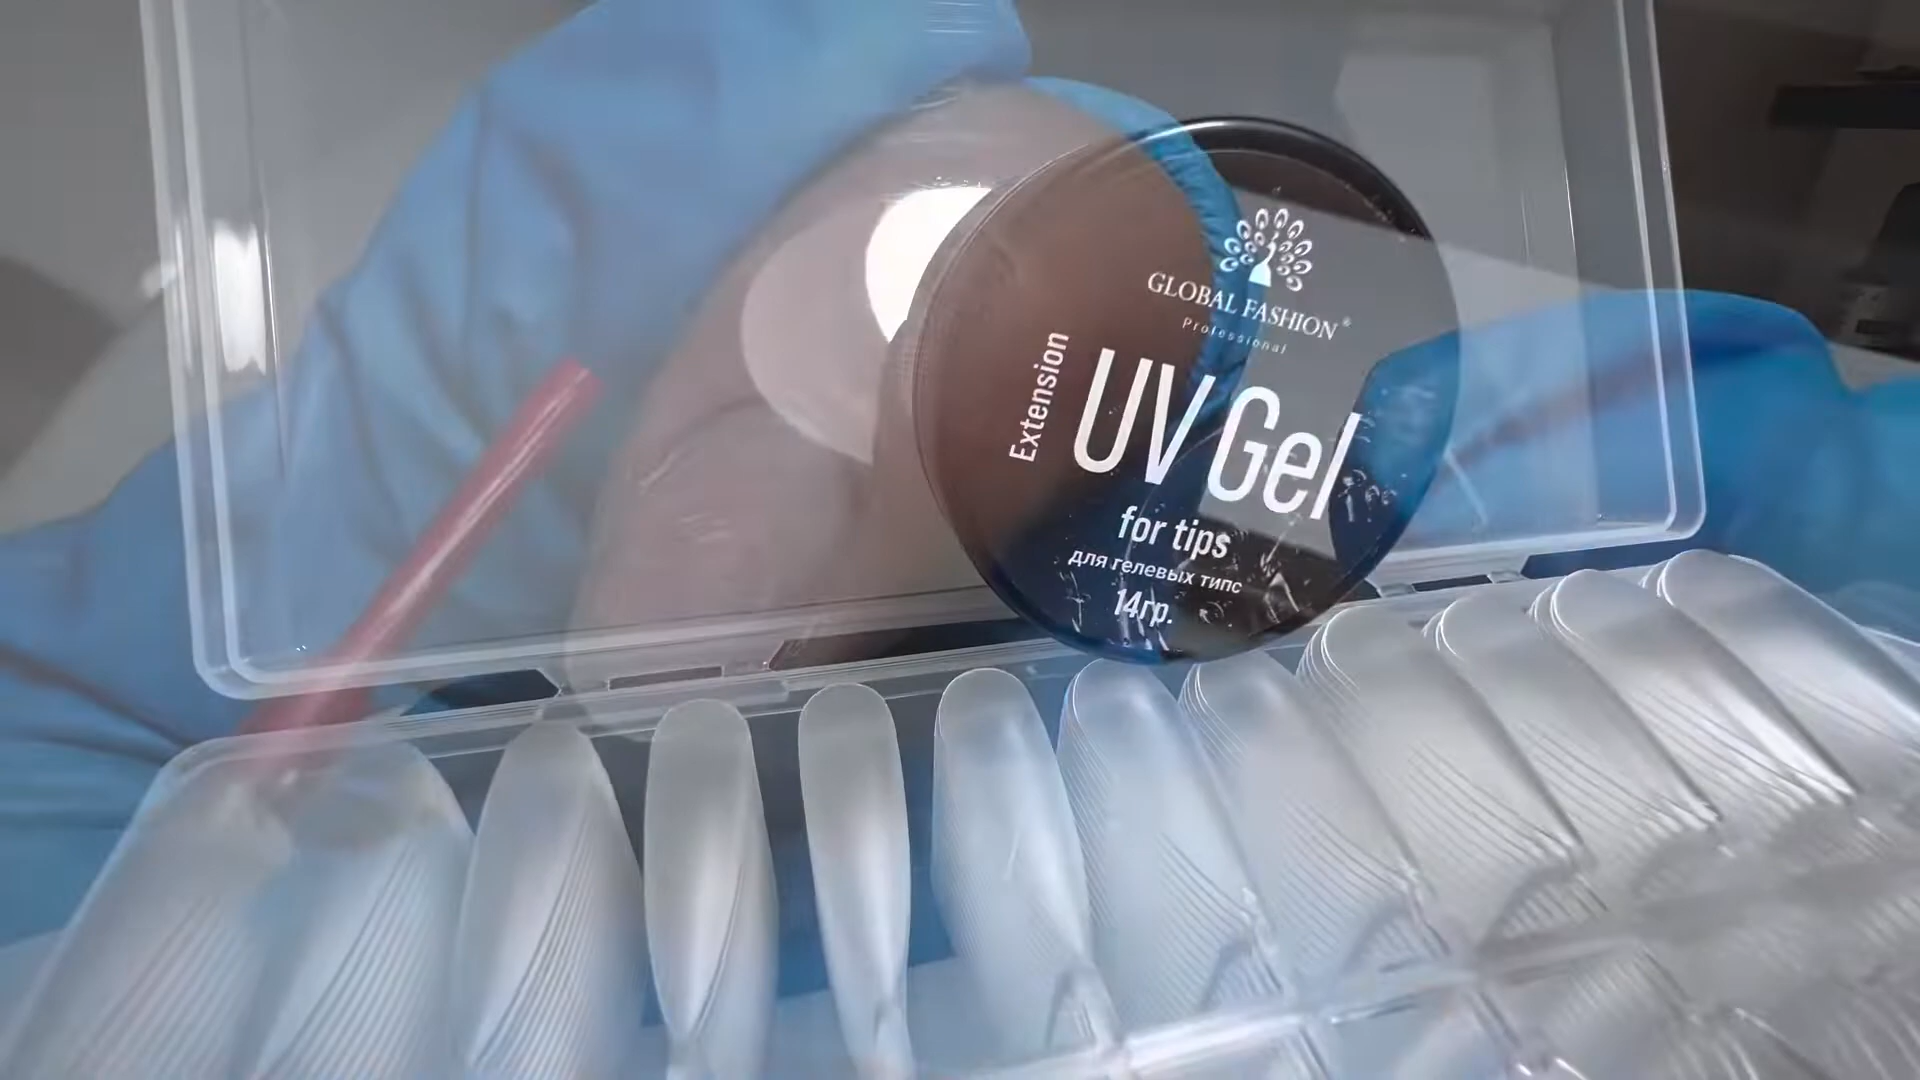 GLOBAL FASHION®
Professional
Extension
UV Gel
for tips
для гелевых типс
14гр.